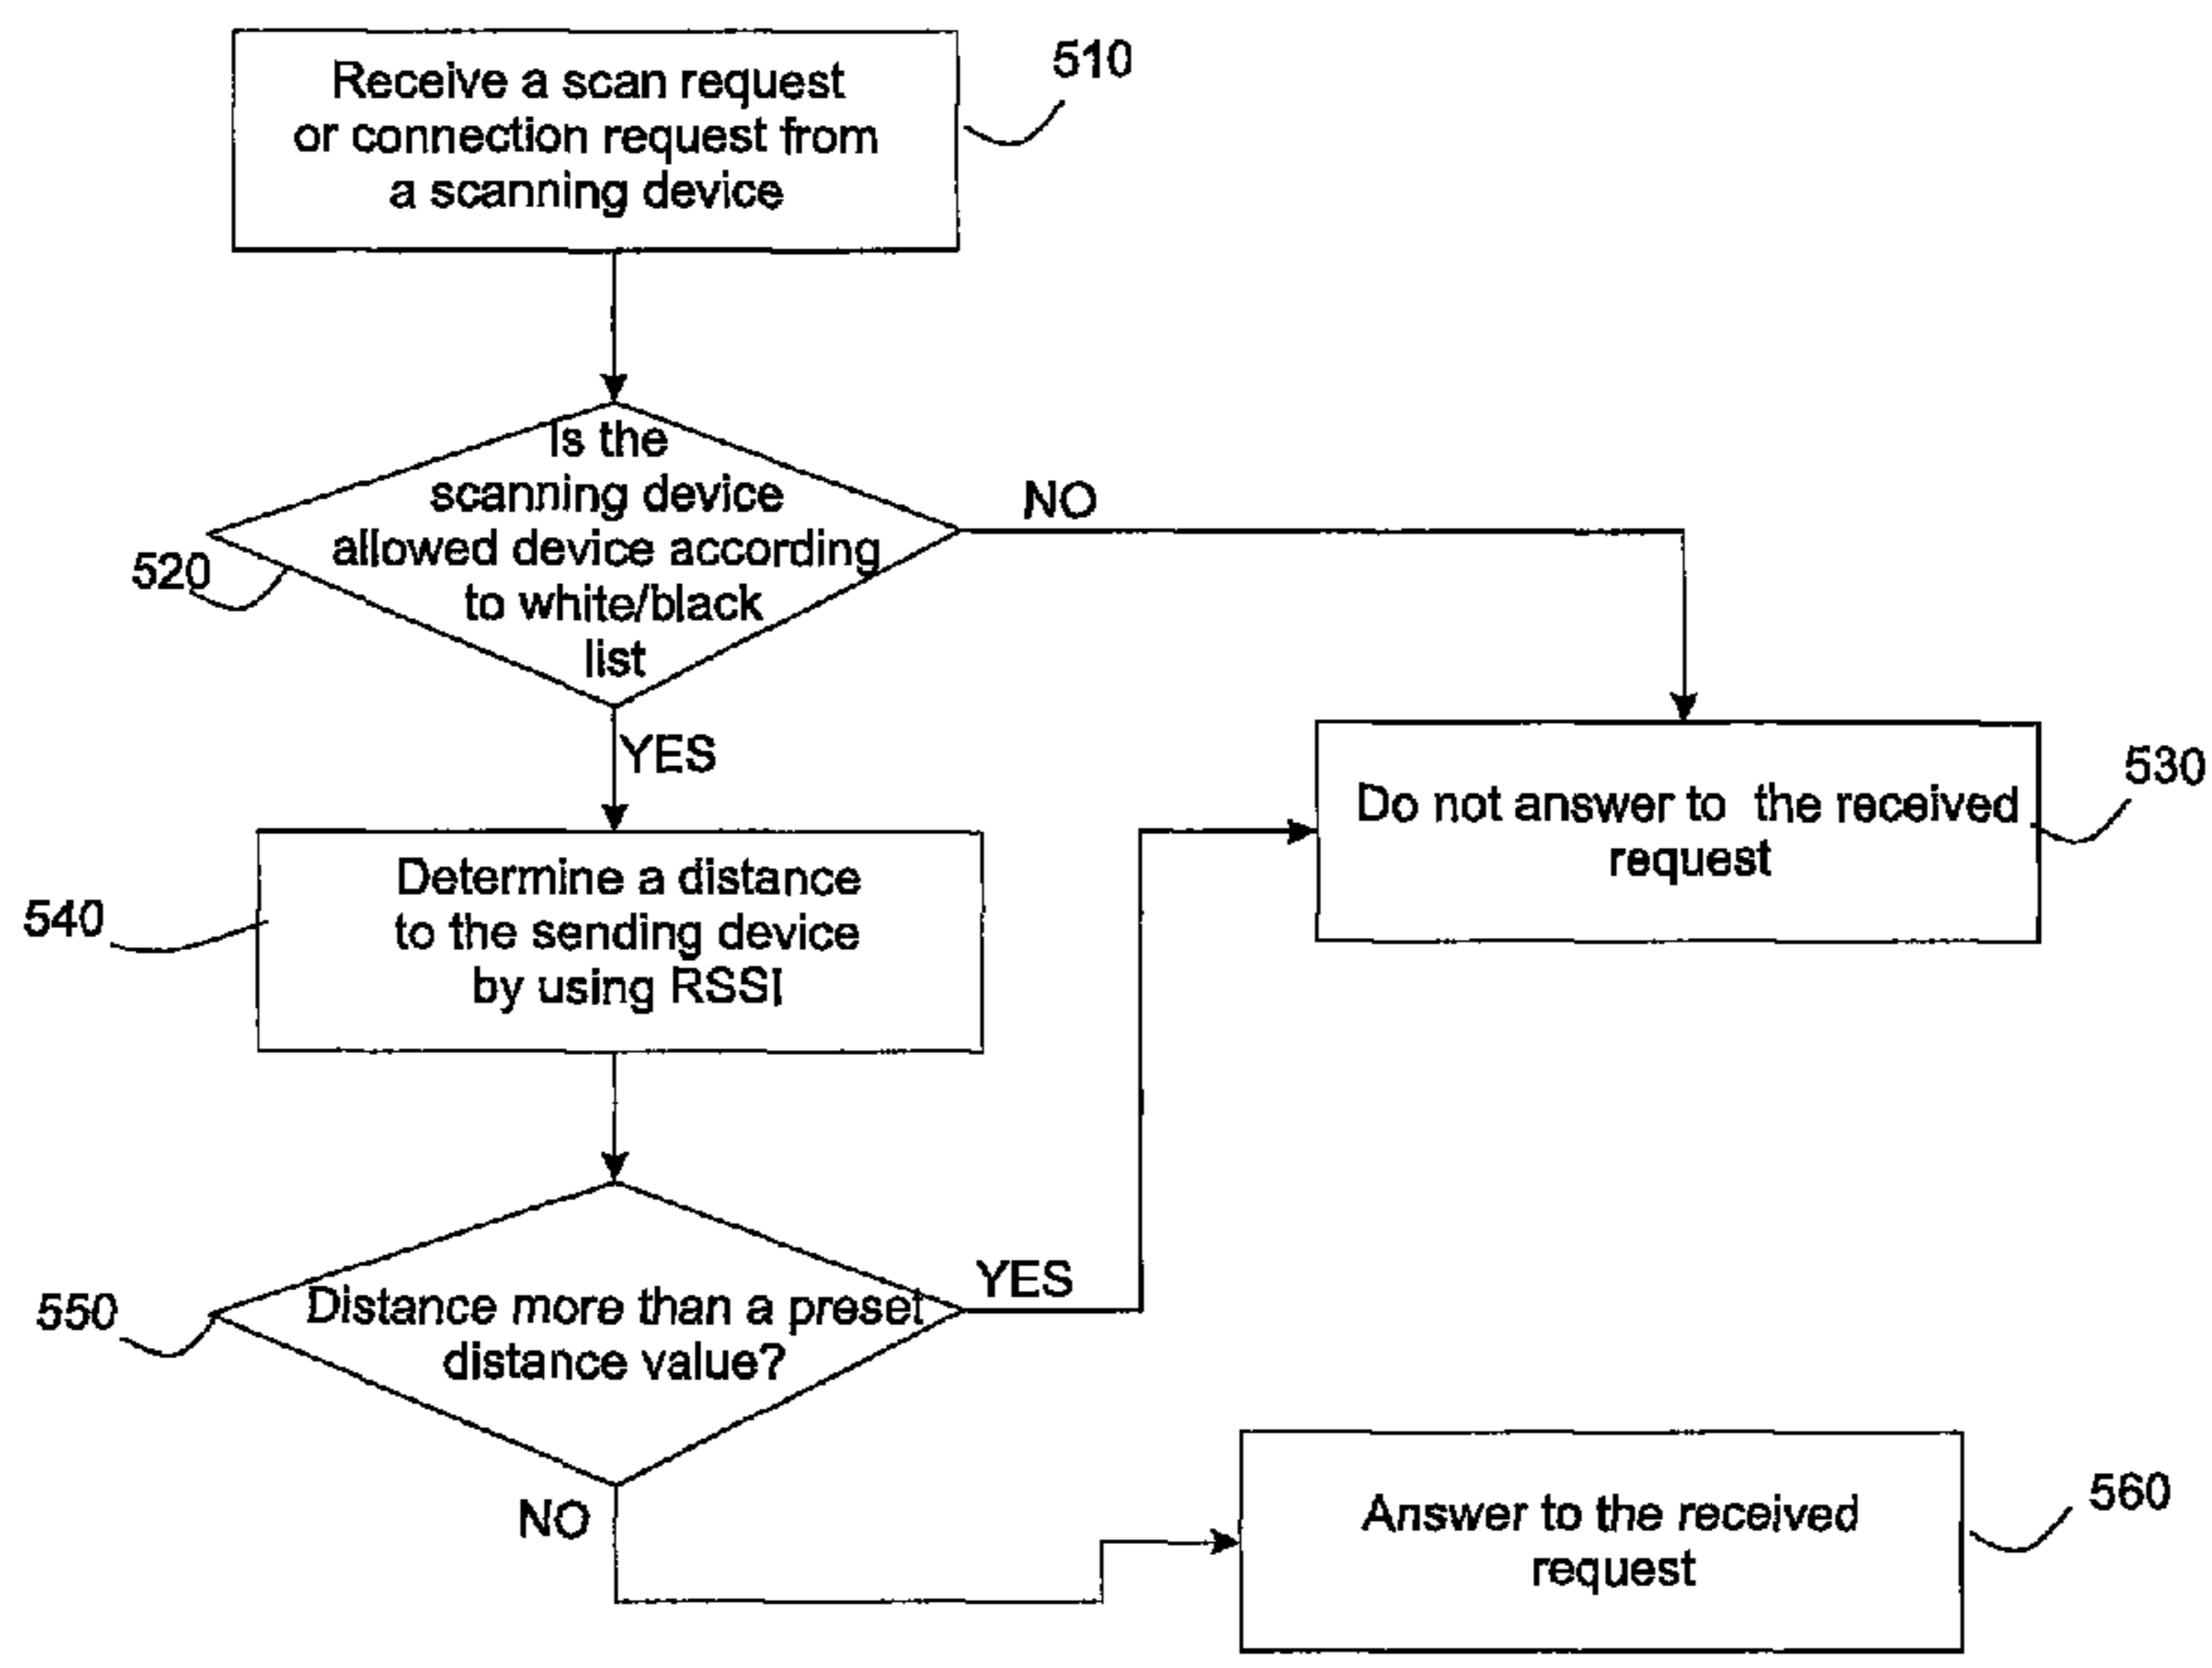 Receive a scan request
or connection request from
a scanning device
510
Is the
scanning device
allowed device according
to white/black
list
520
NO
YES
Do not answer to the received
request
530
Determine a distance
to the sending device
by using RSSI
540
Distance more than a preset
distance value?
550
YES
NO
Answer to the received
request
560